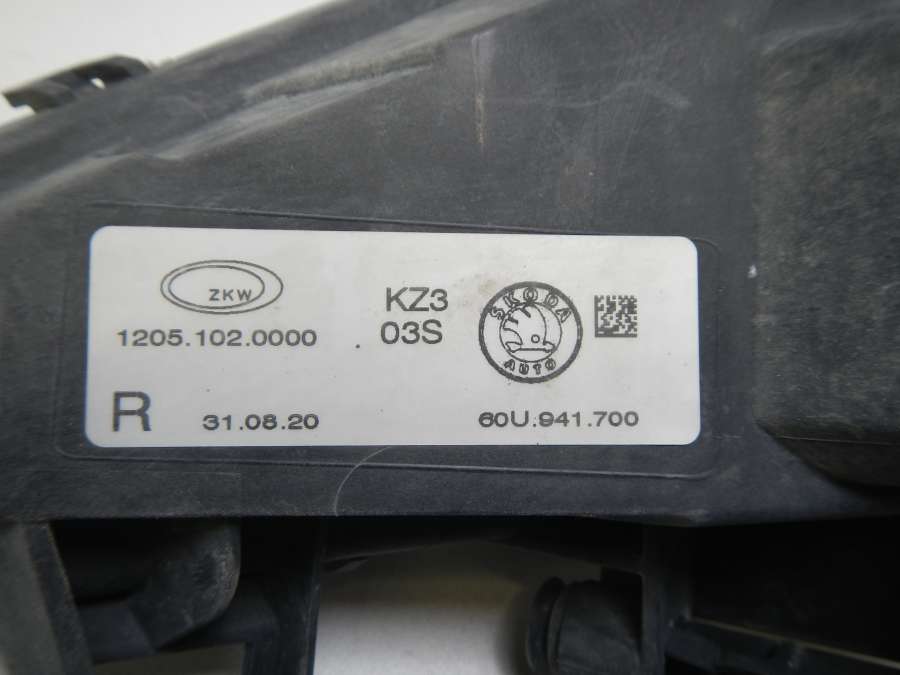 ZKW
1205.102.0000
R
31.08.20
KZ3
03S
SKODA
AUTO
60U.941.700